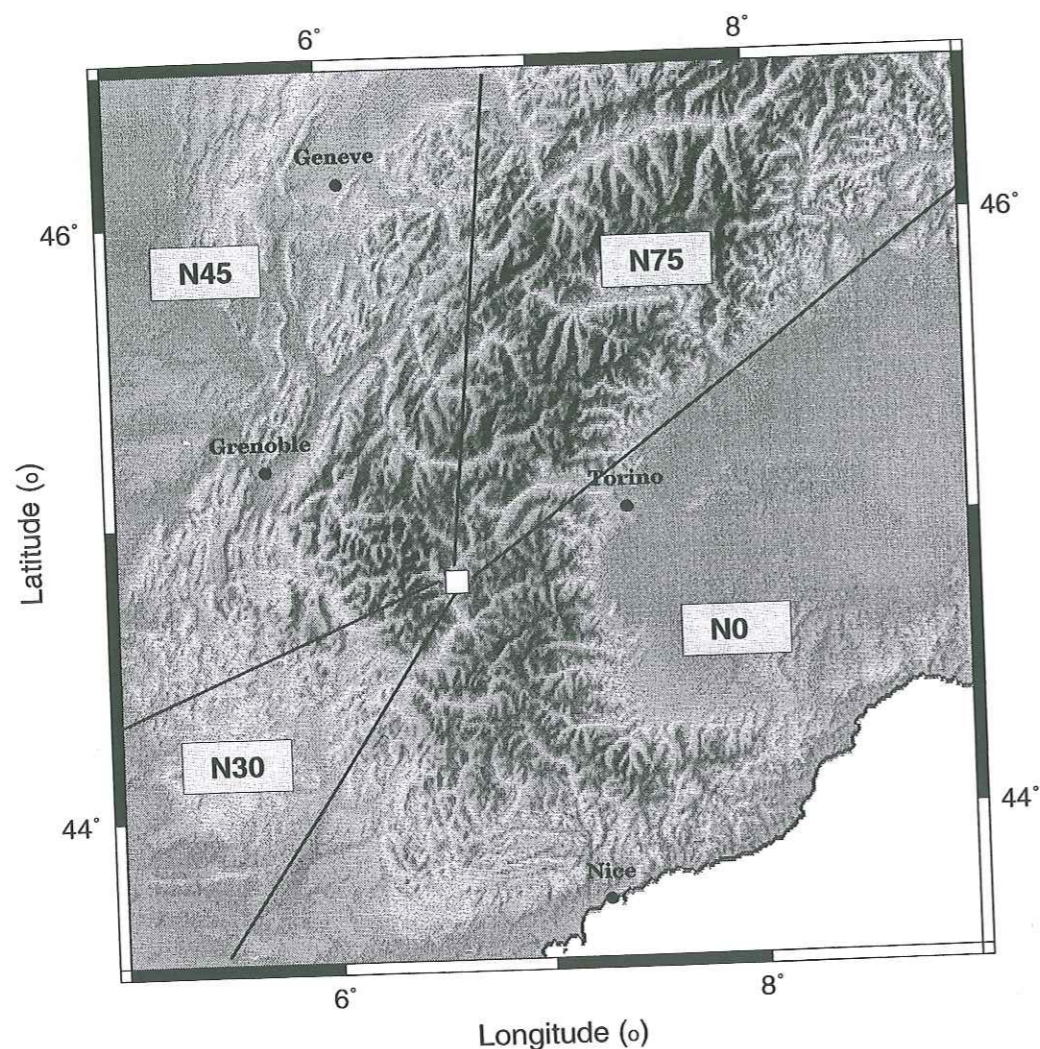 6° 8°
Geneve
46° 46°
N45 N75
Grenoble
Torino
Latitude (o)
N0
N30
44° 44°
Nice
6° 8°
Longitude (o)